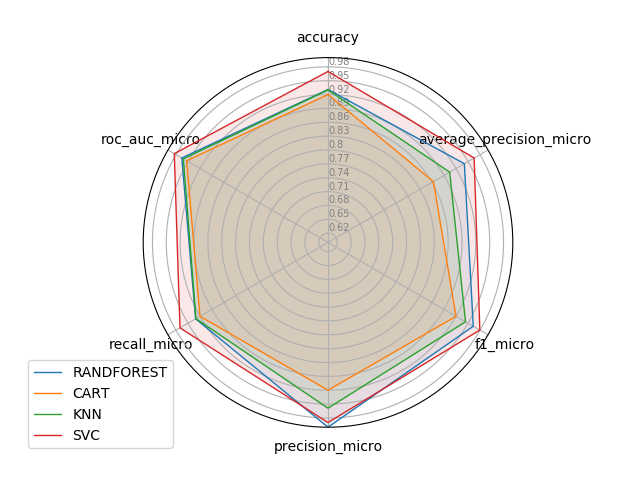 accuracy
0.98
0.95
0.92
0.89
0.86
0.83
0.8
0.77
0.74
0.71
0.68
0.65
0.62
roc_auc_micro
average_precision_micro
recall_micro
f1_micro
precision_micro
RANDFOREST
CART
KNN
SVC